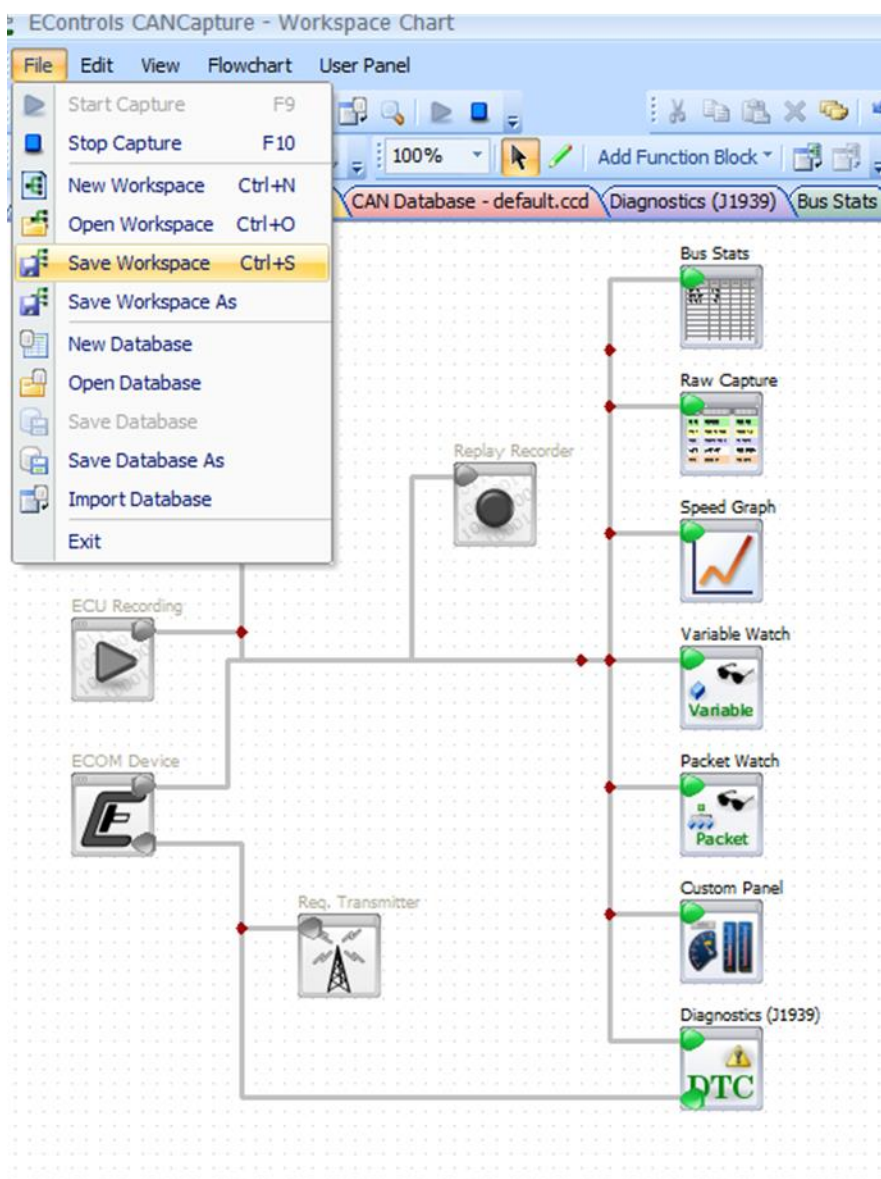 EControls CANCapture - Workspace Chart
File Edit View Flowchart User Panel
Start Capture F9
Stop Capture F10
New Workspace Ctrl+N
Open Workspace Ctrl+O
Save Workspace Ctrl+S
Save Workspace As
New Database
Open Database
Save Database
Save Database As
Import Database
Exit
100% Add Function Block
CAN Database - default.ccd Diagnostics (J1939) Bus Stats
Bus Stats
Raw Capture
Replay Recorder
Speed Graph
ECU Recording
Variable Watch
Variable
ECOM Device
Packet Watch
Packet
Custom Panel
Req. Transmitter
Diagnostics (J1939)
DTC